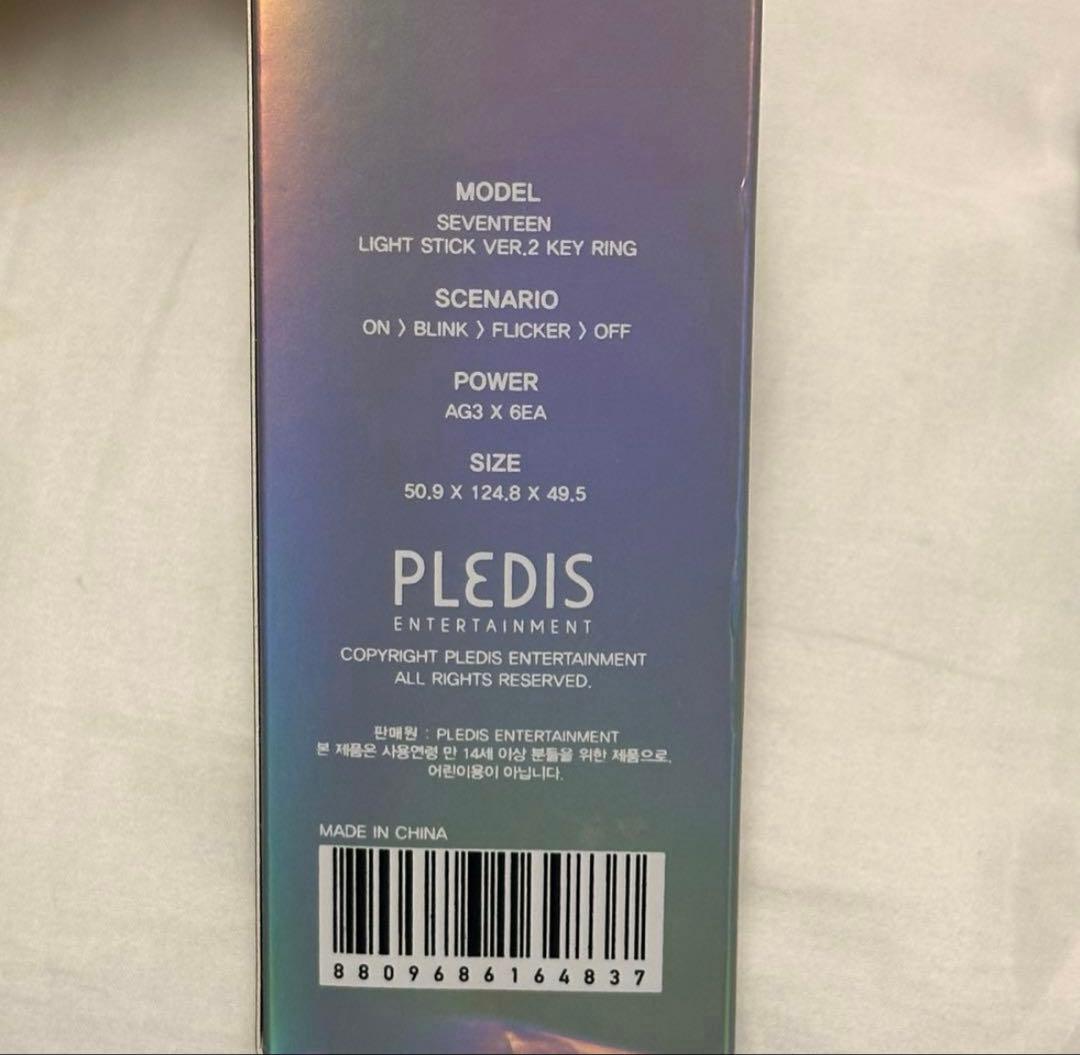 MODEL
SEVENTEEN
LIGHT STICK VER.2 KEY RING
SCENARIO
ON 〉 BLINK 〉 FLICKER 〉 OFF
POWER
AG3 X 6EA
SIZE
50.9 X 124.8 X 49.5
PLEDIS
ENTERTAINMENT
COPYRIGHT PLEDIS ENTERTAINMENT
ALL RIGHTS RESERVED.
판매원 : PLEDIS ENTERTAINMENT
본 제품은 사용연령 만 14세 이상 분들을 위한 제품으로,
어린이용이 아닙니다.
MADE IN CHINA
8809686164837